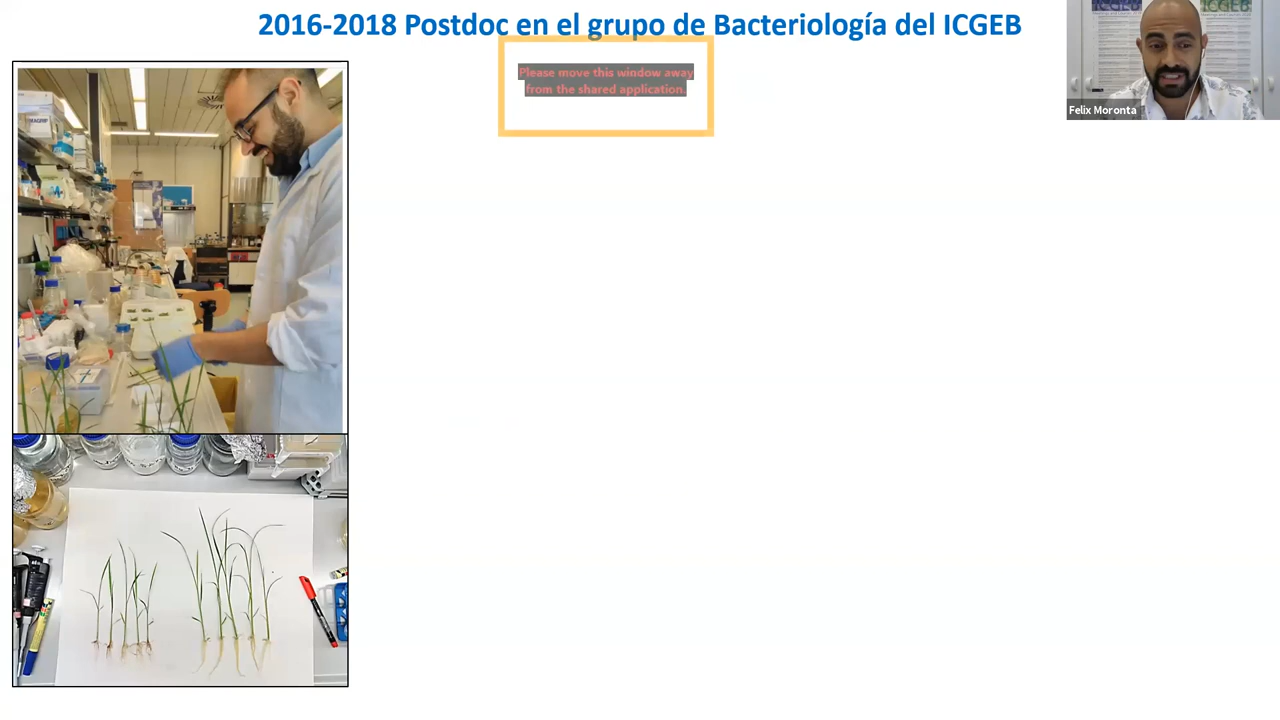 2016-2018 Postdoc en el grupo de Bacteriología del ICGEB
Please move this window away
from the shared application.
ICGEB
Felix Moronta